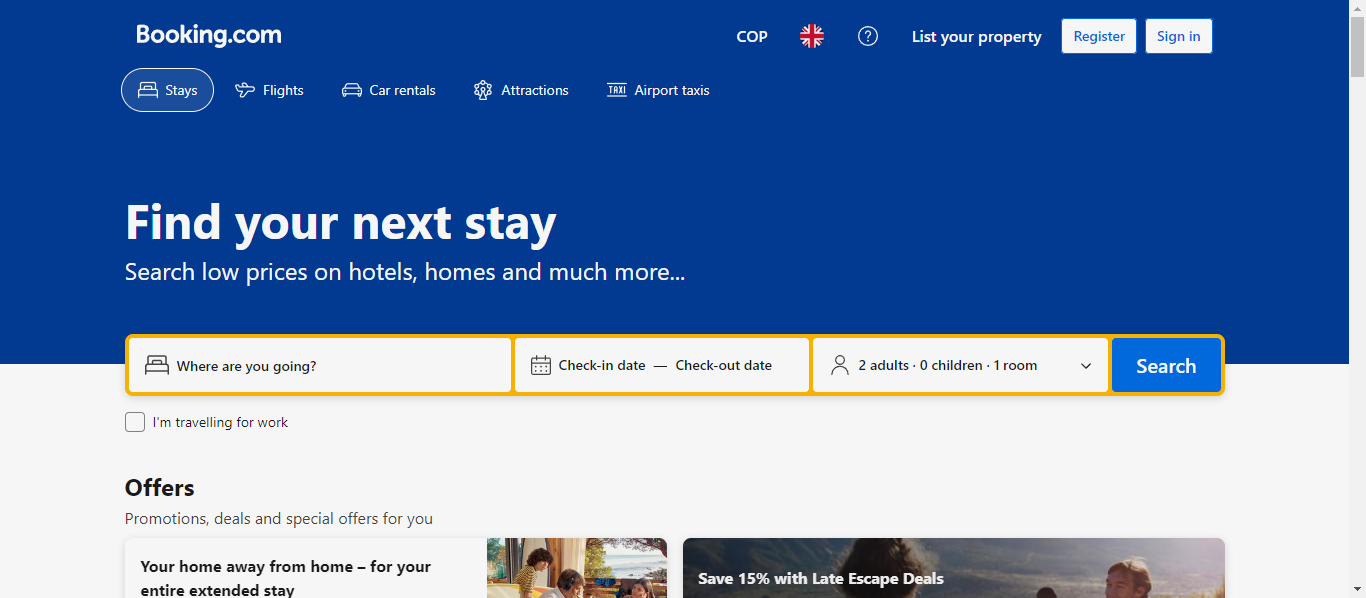 Booking.com
COP
List your property
Register
Sign in
Stays
Flights
Car rentals
Attractions
TAXI
Airport taxis
Find your next stay
Search low prices on hotels, homes and much more...
Where are you going?
Check-in date — Check-out date
2 adults · 0 children · 1 room
Search
I'm travelling for work
Offers
Promotions, deals and special offers for you
Your home away from home – for your
entire extended stay
Save 15% with Late Escape Deals